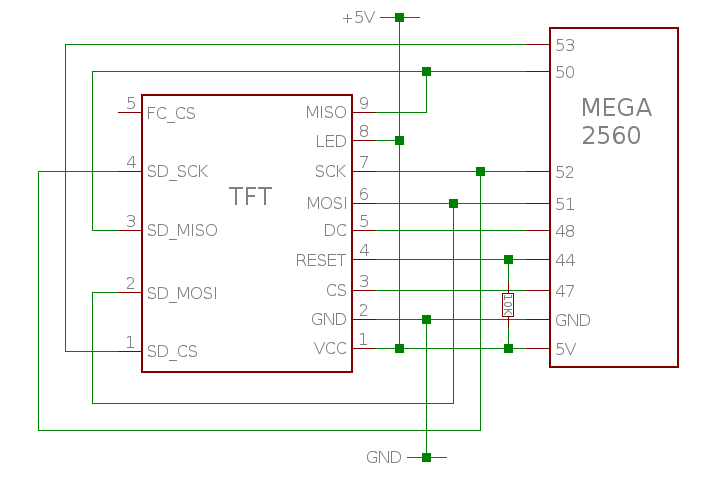 +5V
53
50
MEGA
2560
5 FC_CS
MISO 9
LED 8
4 SD_SCK
TFT
SCK 7
52
MOSI 6
51
3 SD_MISO
DC 5
48
RESET 4
44
2 SD_MOSI
CS 3
47
10K
GND 2
GND
1 SD_CS
VCC 1
5V
GND